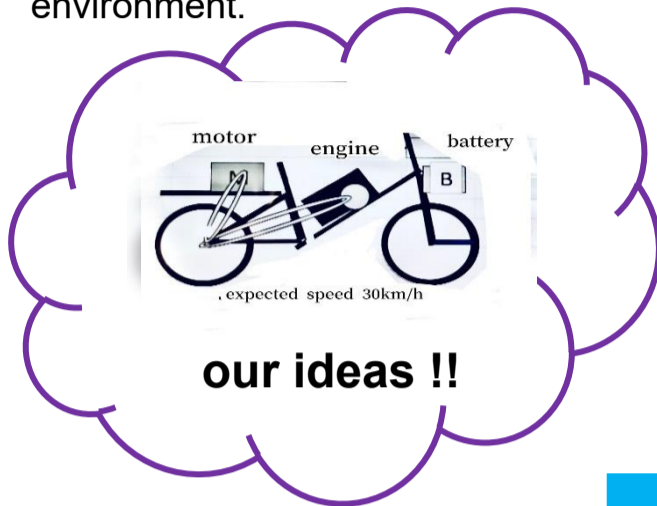 environment.
motor engine battery
M
B
. expected speed 30km/h
our ideas !!